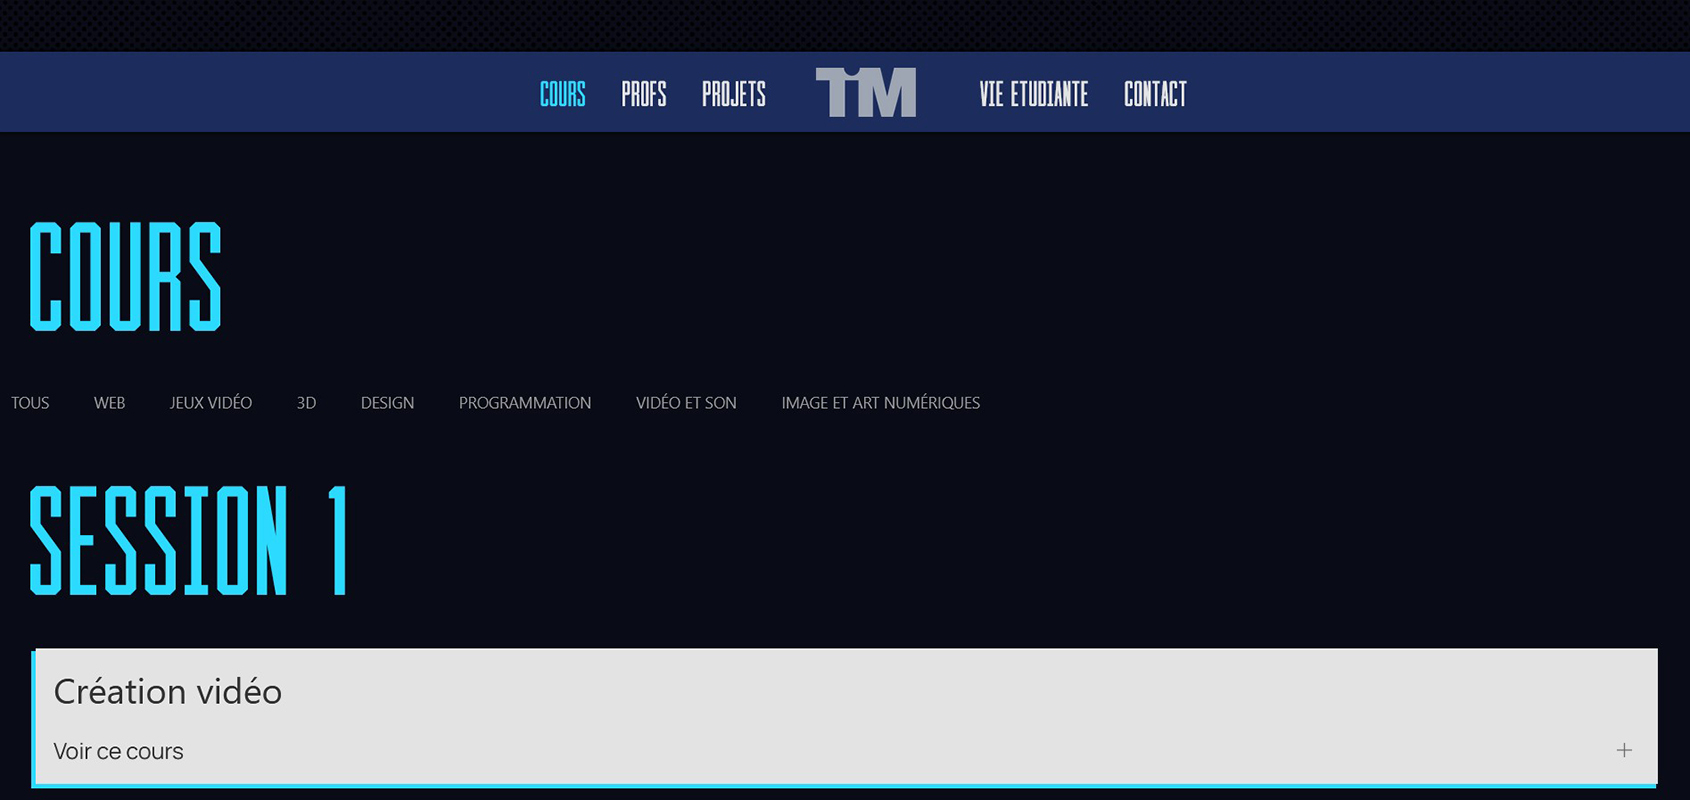 COURS PROFS PROJETS TiM VIE ETUDIANTE CONTACT
COURS
TOUS WEB JEUX VIDÉO 3D DESIGN PROGRAMMATION VIDÉO ET SON IMAGE ET ART NUMÉRIQUES
SESSION 1
Création vidéo
Voir ce cours +